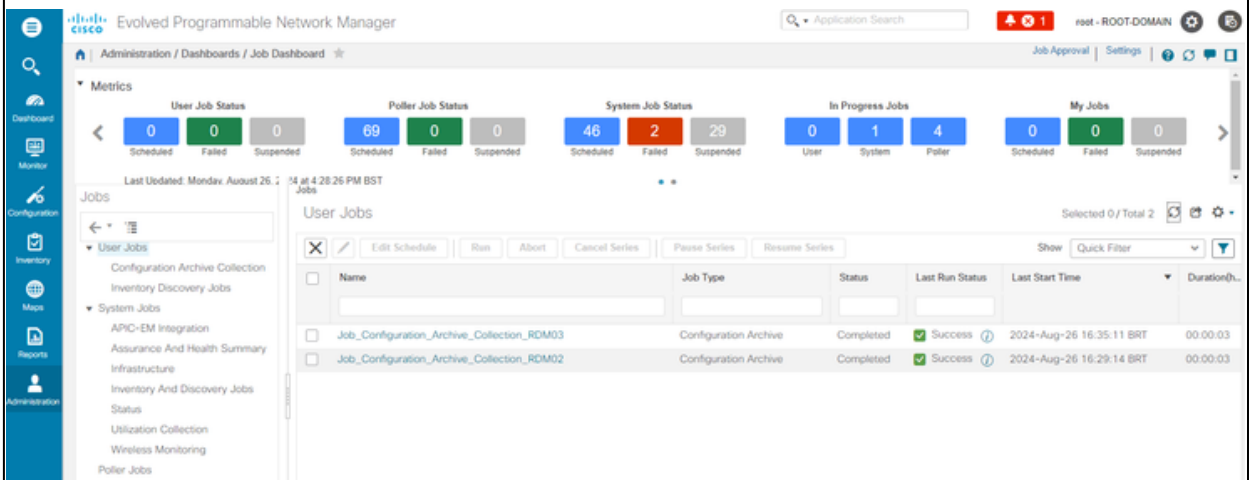 cisco Evolved Programmable Network Manager
Application Search
1
root - ROOT-DOMAIN
Administration / Dashboards / Job Dashboard
Job Approval | Settings
Metrics
User Job Status
0 0 0
Scheduled Failed Suspended
Poller Job Status
69 0 0
Scheduled Failed Suspended
System Job Status
46 2 29
Scheduled Failed Suspended
In Progress Jobs
0 1 4
User System Poller
My Jobs
0 0 0
Scheduled Failed Suspended
Last Updated: Monday, August 26, 2 24 at 4:28:26 PM BST
Dashboard
Monitor
Configuration
Inventory
Maps
Reports
Administration
Jobs
User Jobs
Configuration Archive Collection
Inventory Discovery Jobs
System Jobs
APIC-EM Integration
Assurance And Health Summary
Infrastructure
Inventory And Discovery Jobs
Status
Utilization Collection
Wireless Monitoring
Poller Jobs
Jobs
User Jobs
Selected 0 / Total 2
Edit Schedule Run Abort Cancel Series Pause Series Resume Series
Show Quick Filter
Name Job Type Status Last Run Status Last Start Time Duration(h...
Job_Configuration_Archive_Collection_RDM03 Configuration Archive Completed Success 2024-Aug-26 16:35:11 BRT 00:00:03
Job_Configuration_Archive_Collection_RDM02 Configuration Archive Completed Success 2024-Aug-26 16:29:14 BRT 00:00:03